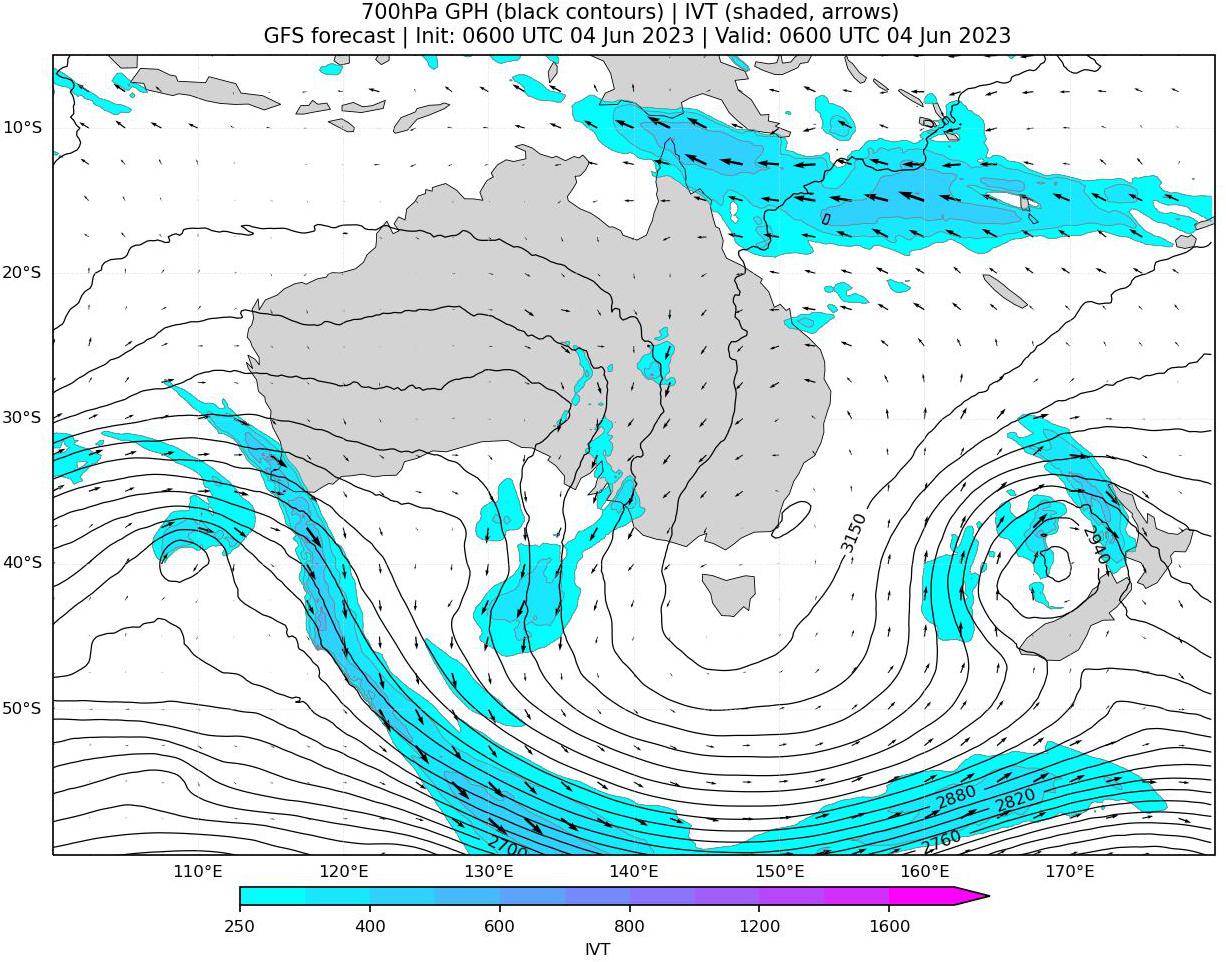 700hPa GPH (black contours) | IVT (shaded, arrows)
GFS forecast | Init: 0600 UTC 04 Jun 2023 | Valid: 0600 UTC 04 Jun 2023
10°S
20°S
30°S
3150
2940
40°S
50°S
2880
2820
2760
2700
110°E 120°E 130°E 140°E 150°E 160°E 170°E
250 400 600 800 1200 1600
IVT